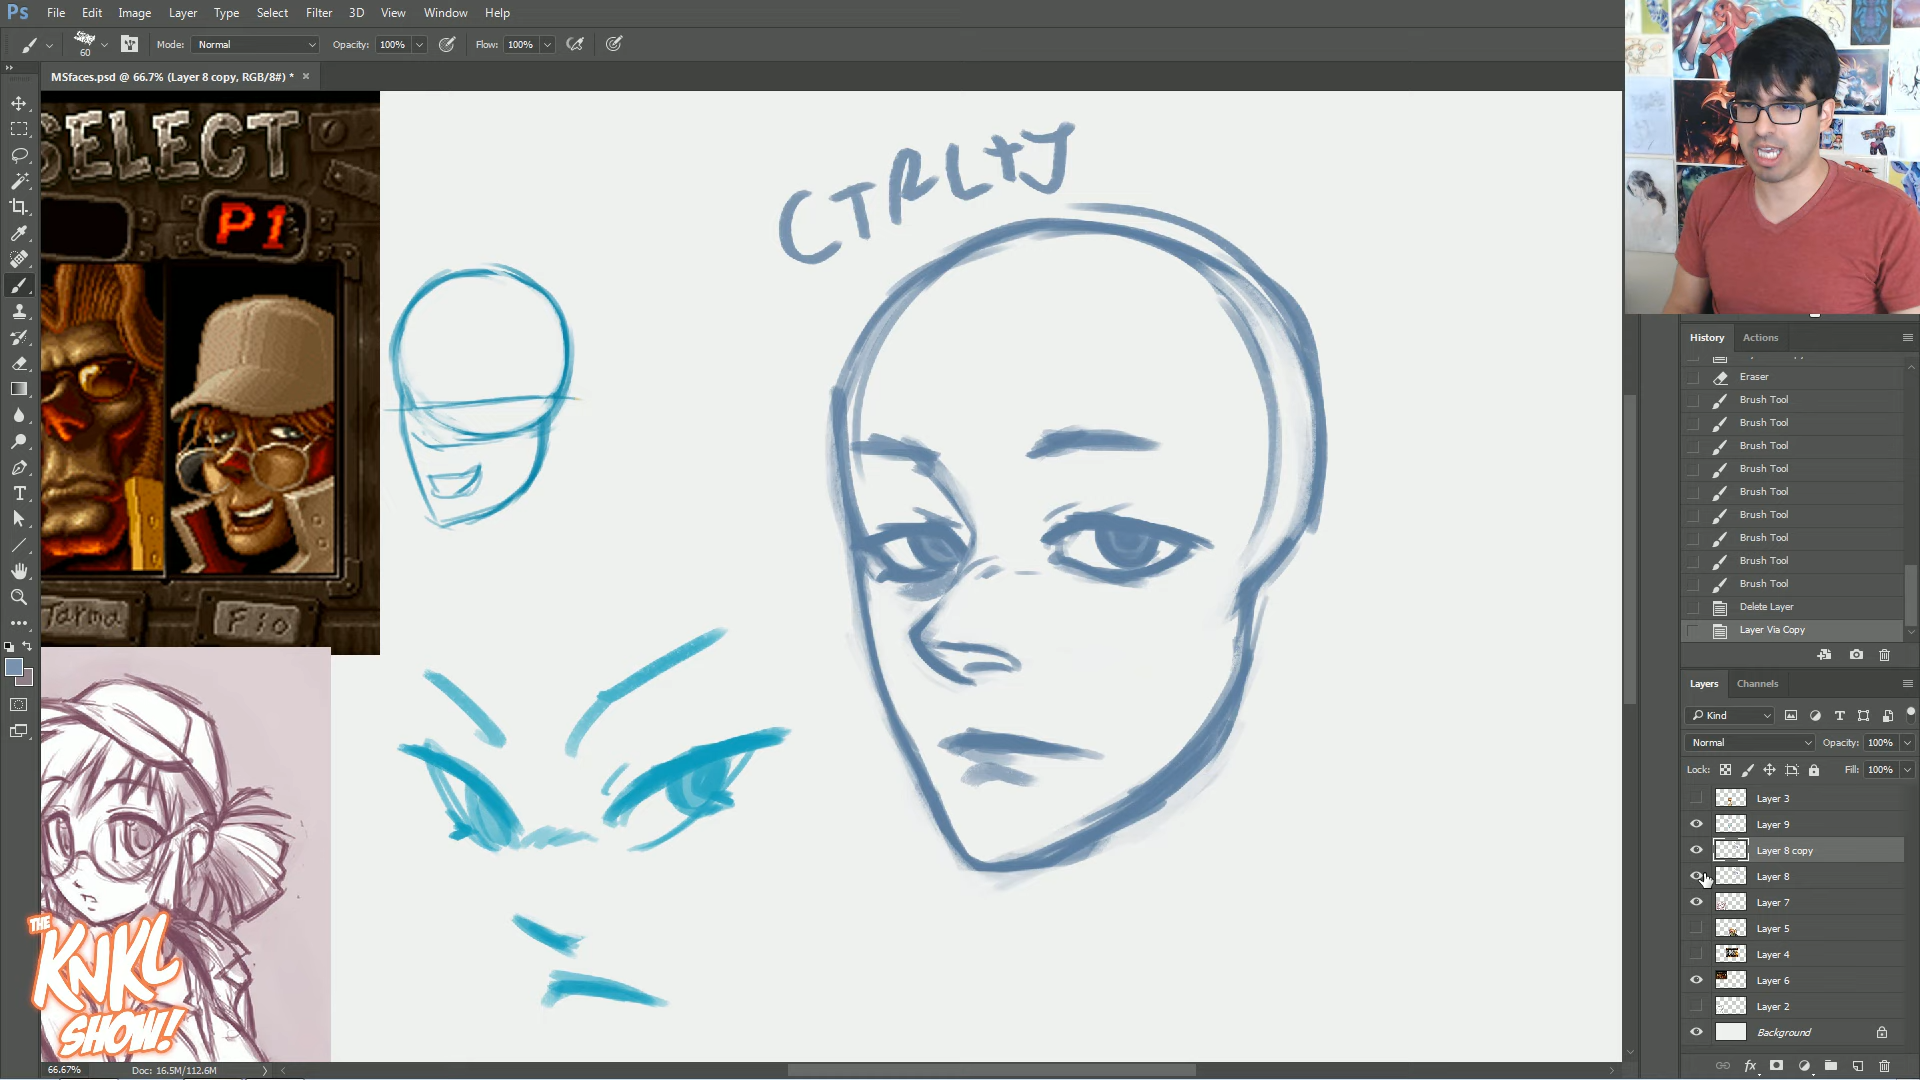 Ps File Edit Image Layer Type Select Filter 3D View Window Help
60 Mode: Normal Opacity: 100% Flow: 100%
MSfaces.psd @ 66.7% (Layer 8 copy, RGB/8#) * ×
SELECT
P1
Tarma
Fio
CTRL+J
THE
KNKL
SHOW!
History Actions
Eraser
Brush Tool
Brush Tool
Brush Tool
Brush Tool
Brush Tool
Brush Tool
Brush Tool
Brush Tool
Brush Tool
Delete Layer
Layer Via Copy
Layers Channels
Kind
Normal Opacity: 100%
Lock: Fill: 100%
Layer 3
Layer 9
Layer 8 copy
Layer 8
Layer 7
Layer 5
Layer 4
Layer 6
Layer 2
Background
fx
66.67% Doc: 16.5M/112.6M